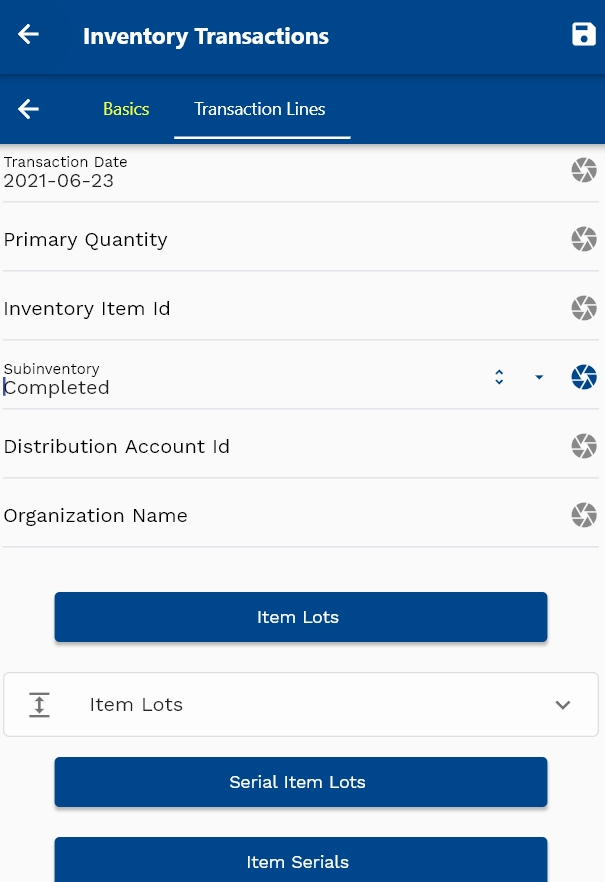 Inventory Transactions
Basics
Transaction Lines
Transaction Date
2021-06-23
Primary Quantity
Inventory Item Id
Subinventory
Completed
Distribution Account Id
Organization Name
Item Lots
Item Lots
Serial Item Lots
Item Serials